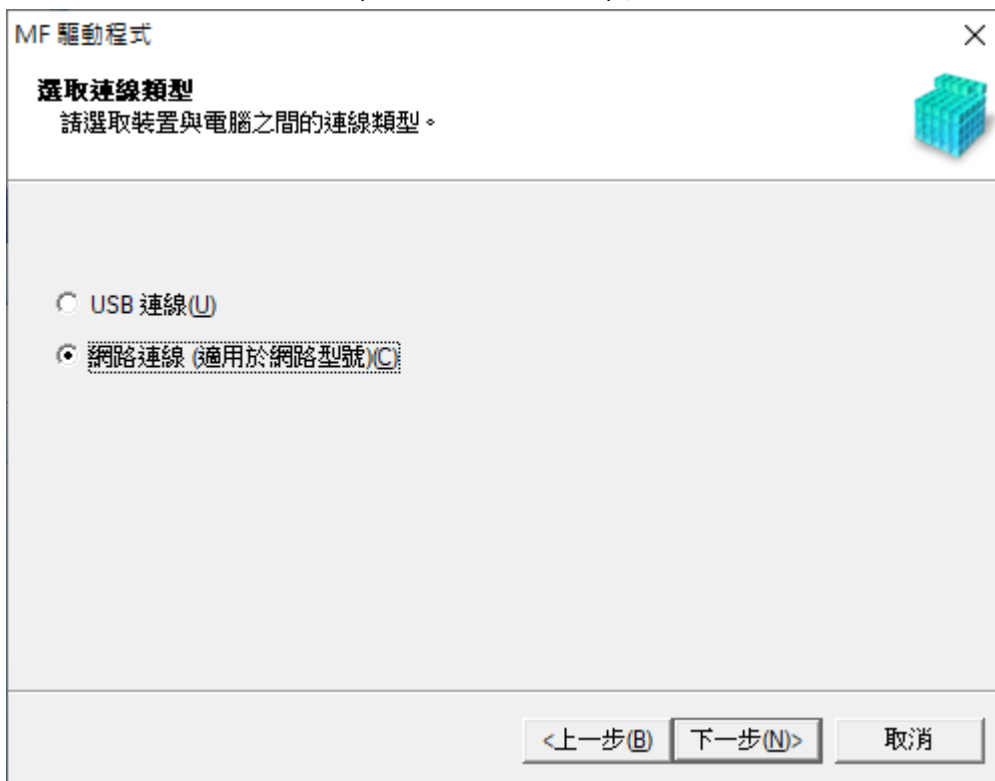 MF 驅動程式
選取連線類型
請選取裝置與電腦之間的連線類型。
USB 連線(U)
網路連線 (適用於網路型號)(C)
<上一步(B) 下一步(N)> 取消